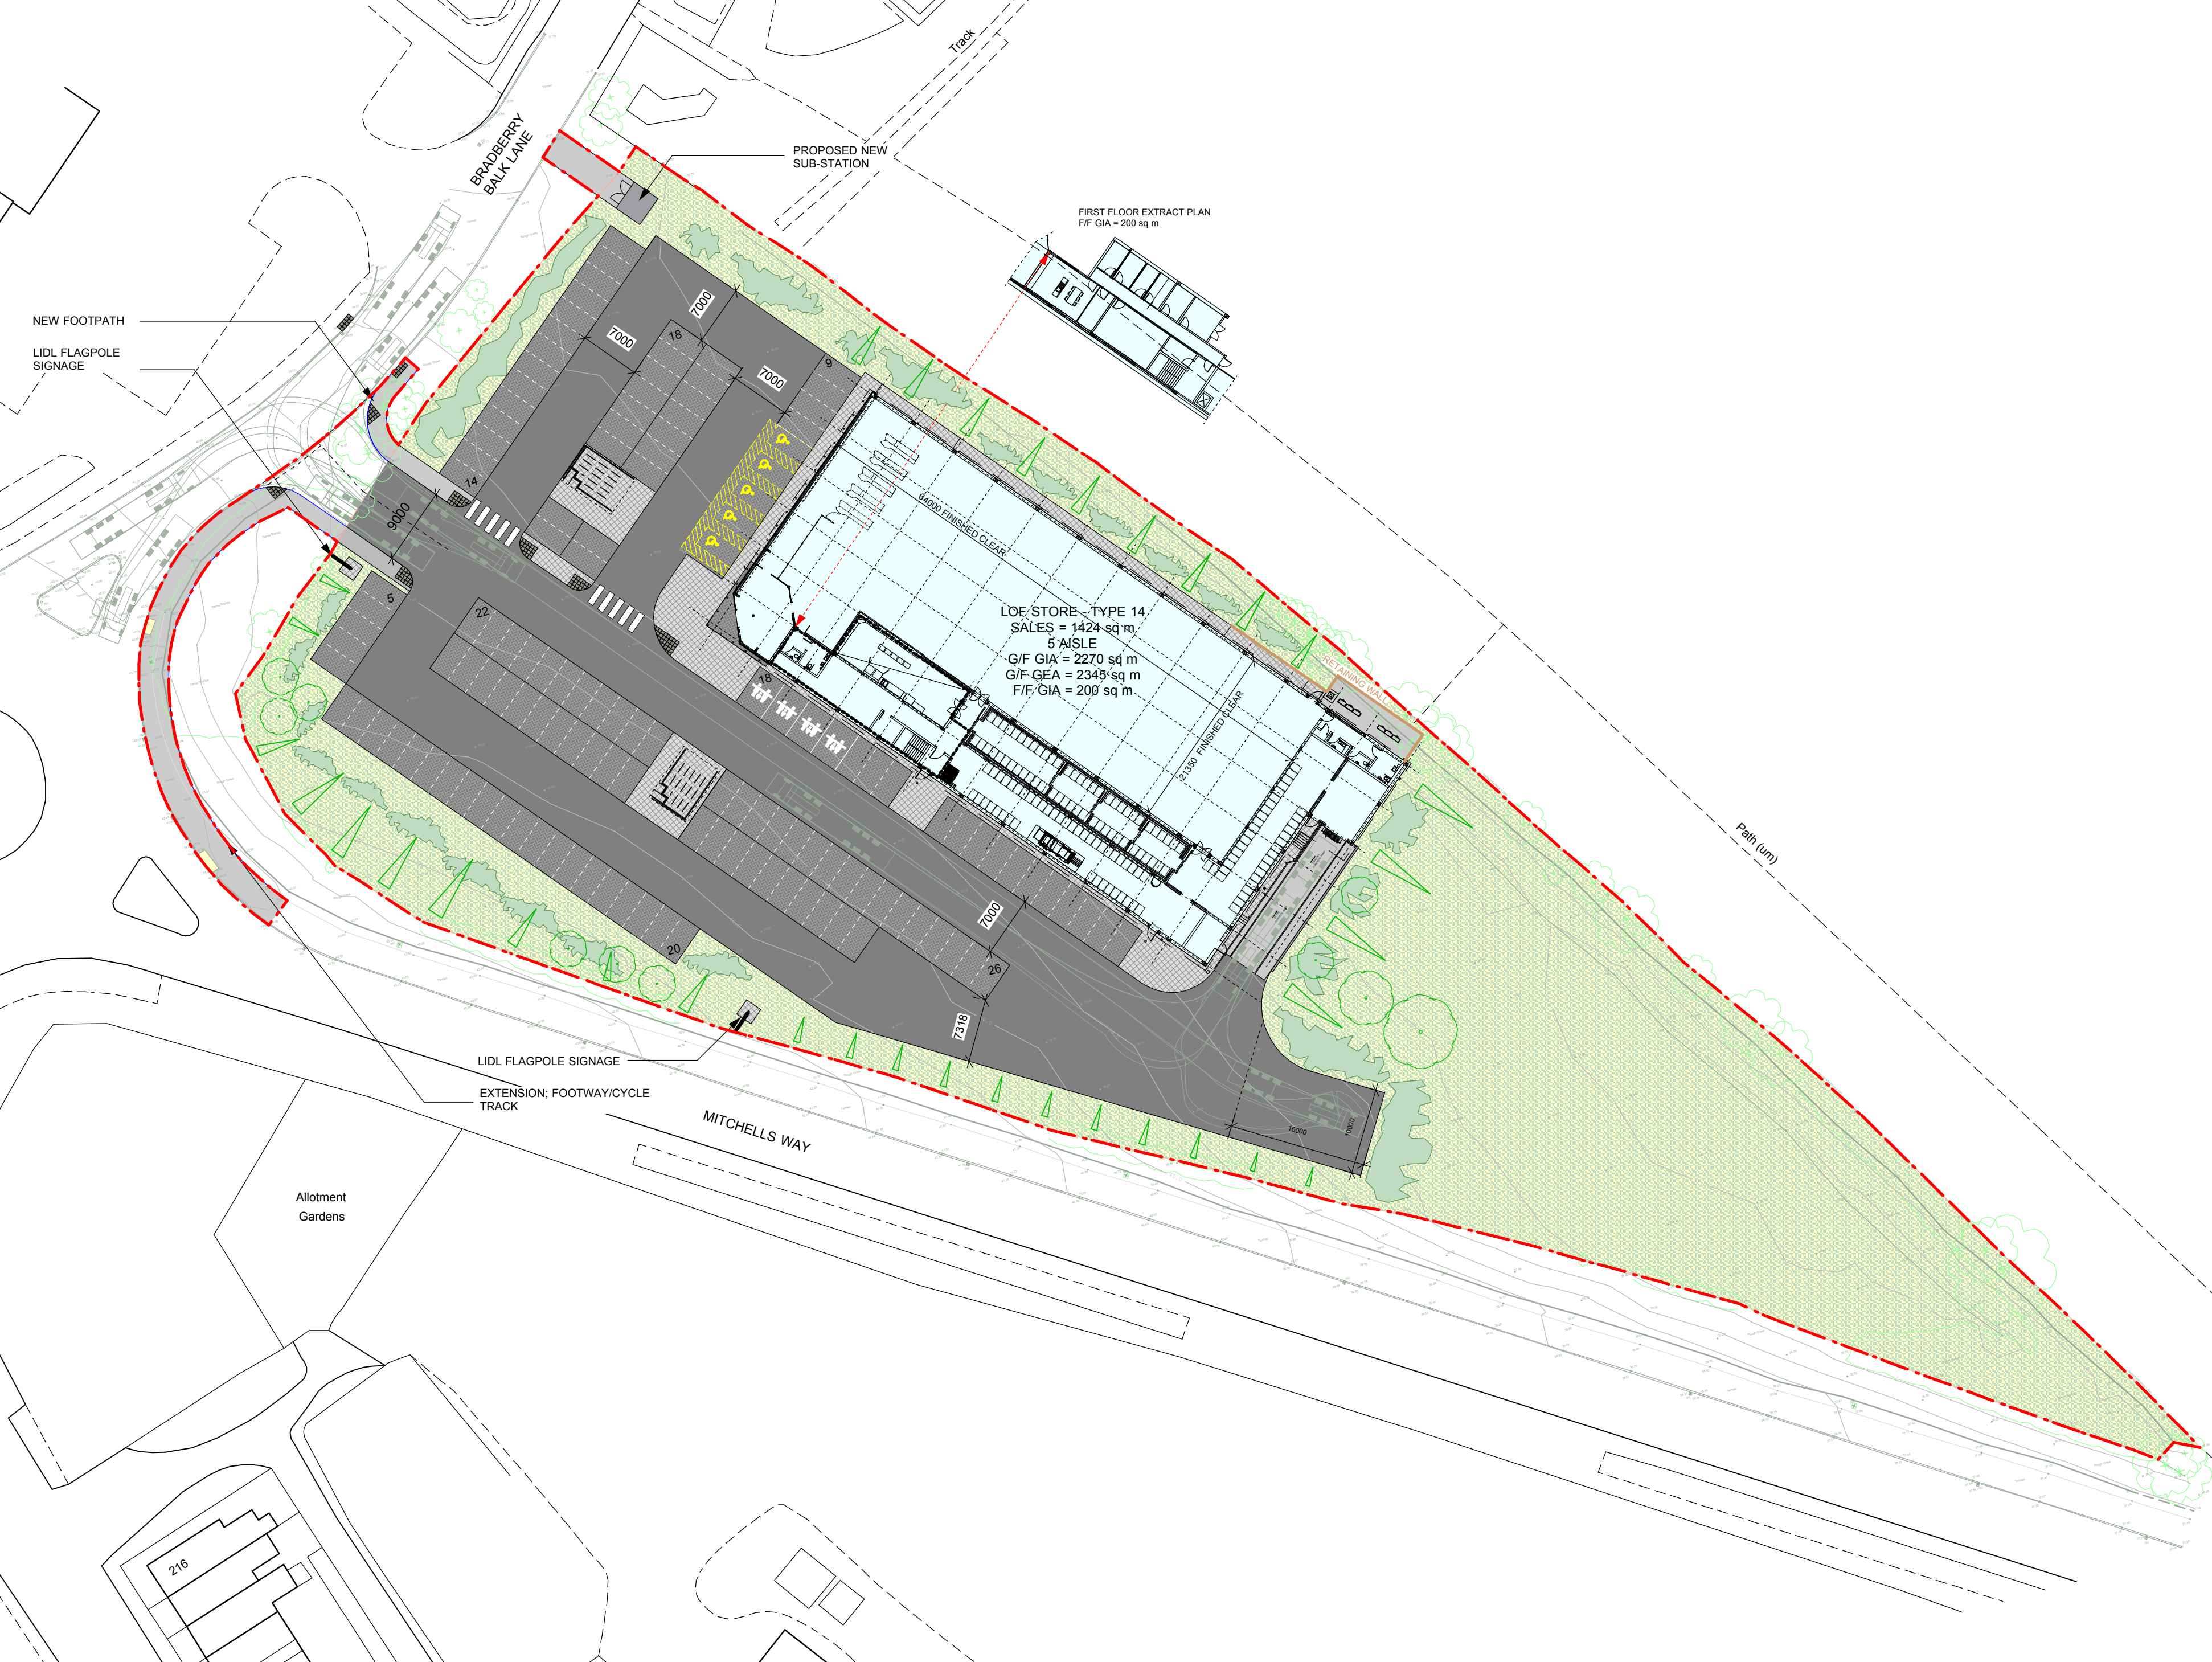 Track
BRADBERRY
BALK LANE
PROPOSED NEW
SUB-STATION
FIRST FLOOR EXTRACT PLAN
F/F GIA = 200 sq m
NEW FOOTPATH
LIDL FLAGPOLE
SIGNAGE
7000
7000
18
7000
9
14
9000
64000 FINISHED CLEAR
5
22
LOF STORE - TYPE 14
SALES = 1424 sq m
5 AISLE
G/F GIA = 2270 sq m
G/F GEA = 2345 sq m
F/F GIA = 200 sq m
RETAINING WALL
18
21350 FINISHED CLEAR
Path (um)
7000
20
26
7318
LIDL FLAGPOLE SIGNAGE
EXTENSION; FOOTWAY/CYCLE
TRACK
MITCHELLS WAY
16000
10000
Allotment
Gardens
216